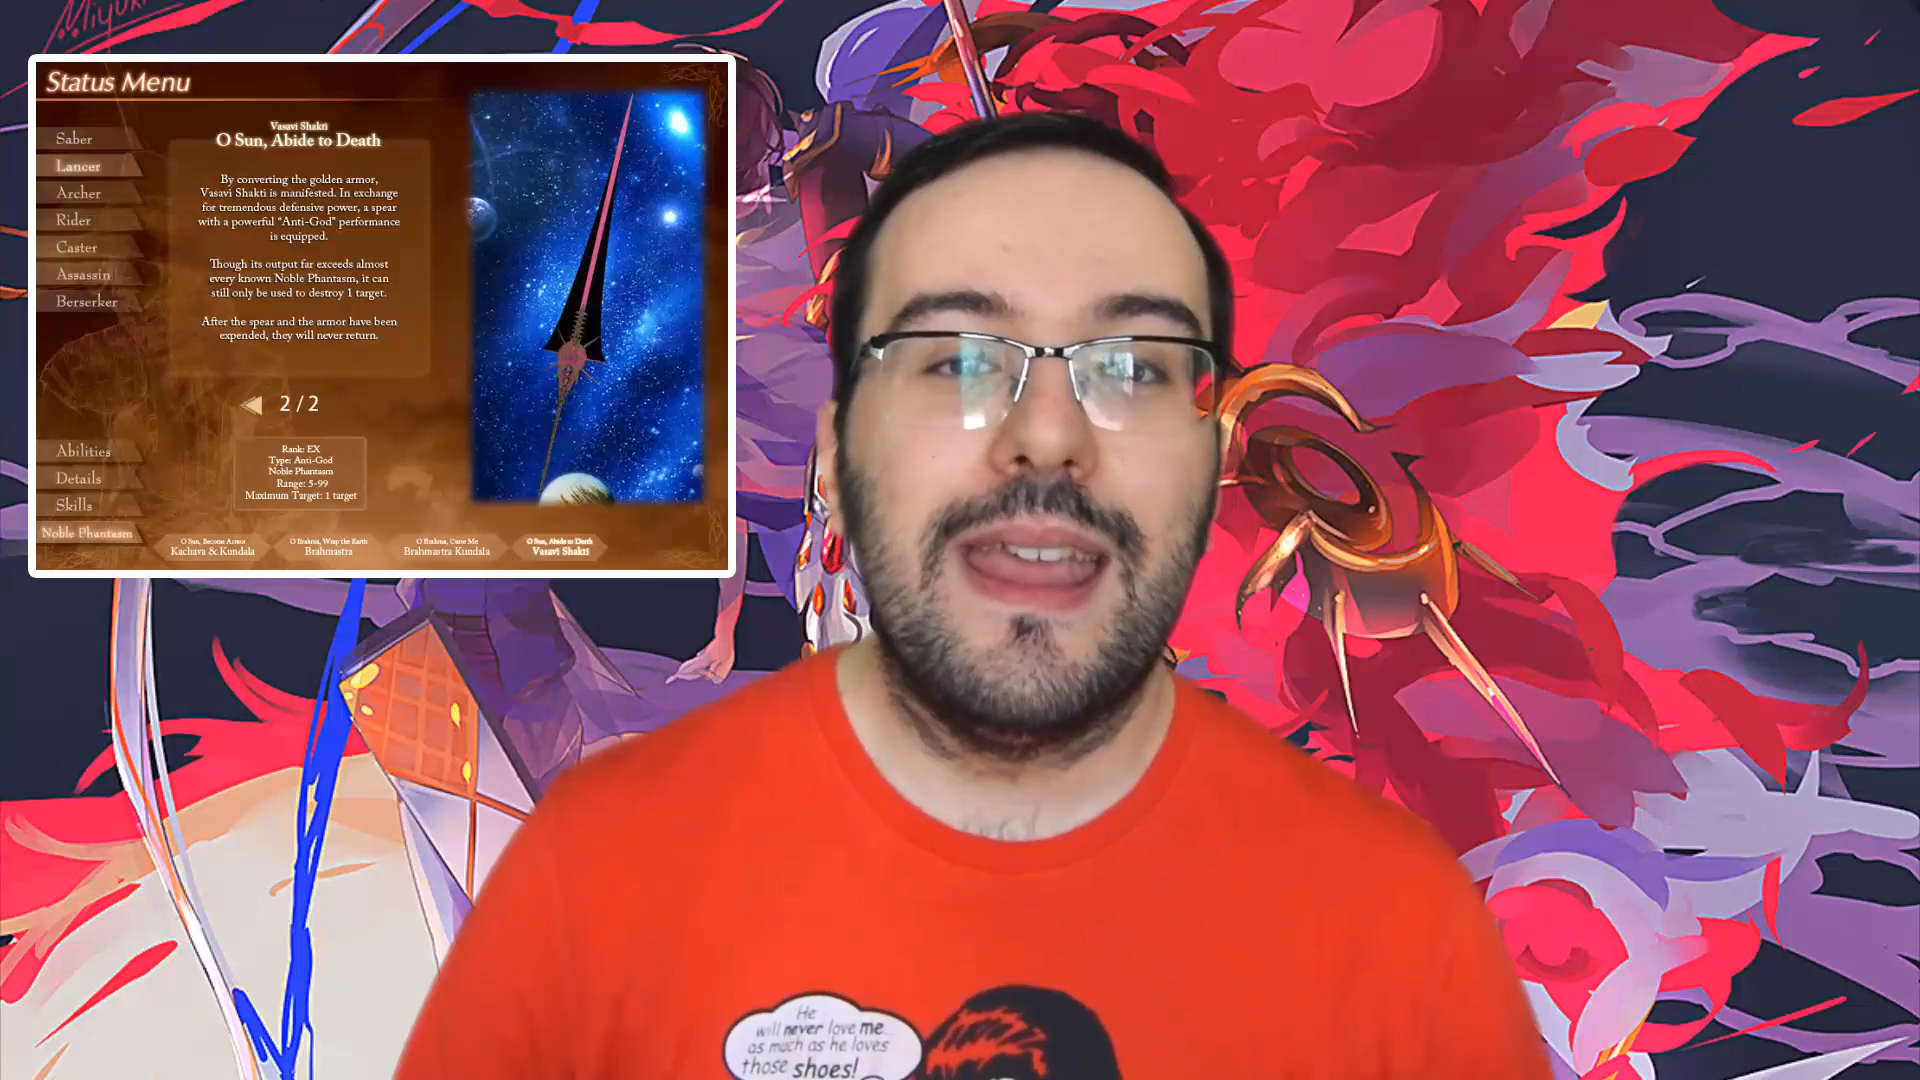 Miyuki
Status Menu
Saber
Lancer
Archer
Rider
Caster
Assassin
Berserker
Vasavi Shakti
O Sun, Abide to Death
By converting the golden armor,
Vasavi Shakti is manifested. In exchange
for tremendous defensive power, a spear
with a powerful “Anti-God” performance
is equipped.
Though its output far exceeds almost
every known Noble Phantasm, it can
still only be used to destroy 1 target.
After the spear and the armor have been
expended, they will never return.
2 / 2
Abilities
Details
Skills
Noble Phantasm
Rank: EX
Type: Anti-God
Noble Phantasm
Range: 5-99
Maximum Target: 1 target
O Sun, Become Armor
Kachava & Kundala
O Brahma, Wrap the Earth
Brahmastra
O Brahma, Curse Me
Brahmastra Kundala
O Sun, Abide to Death
Vasavi Shakti
He
will never love me
as much as he loves
those shoes!